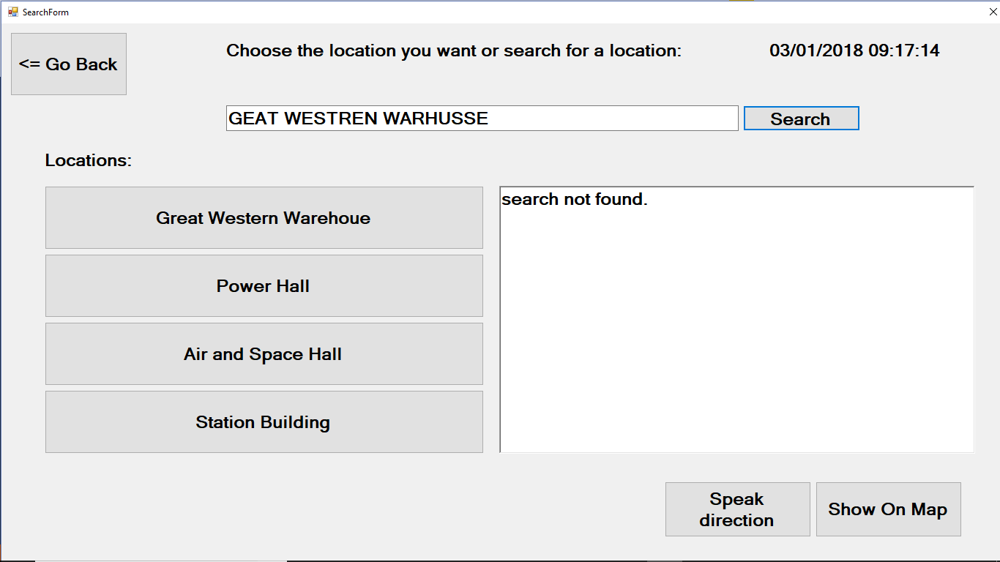 SearchForm
<= Go Back
Choose the location you want or search for a location:
03/01/2018 09:17:14
GEAT WESTREN WARHUSSE
Search
Locations:
Great Western Warehoue
search not found.
Power Hall
Air and Space Hall
Station Building
Speak
direction
Show On Map